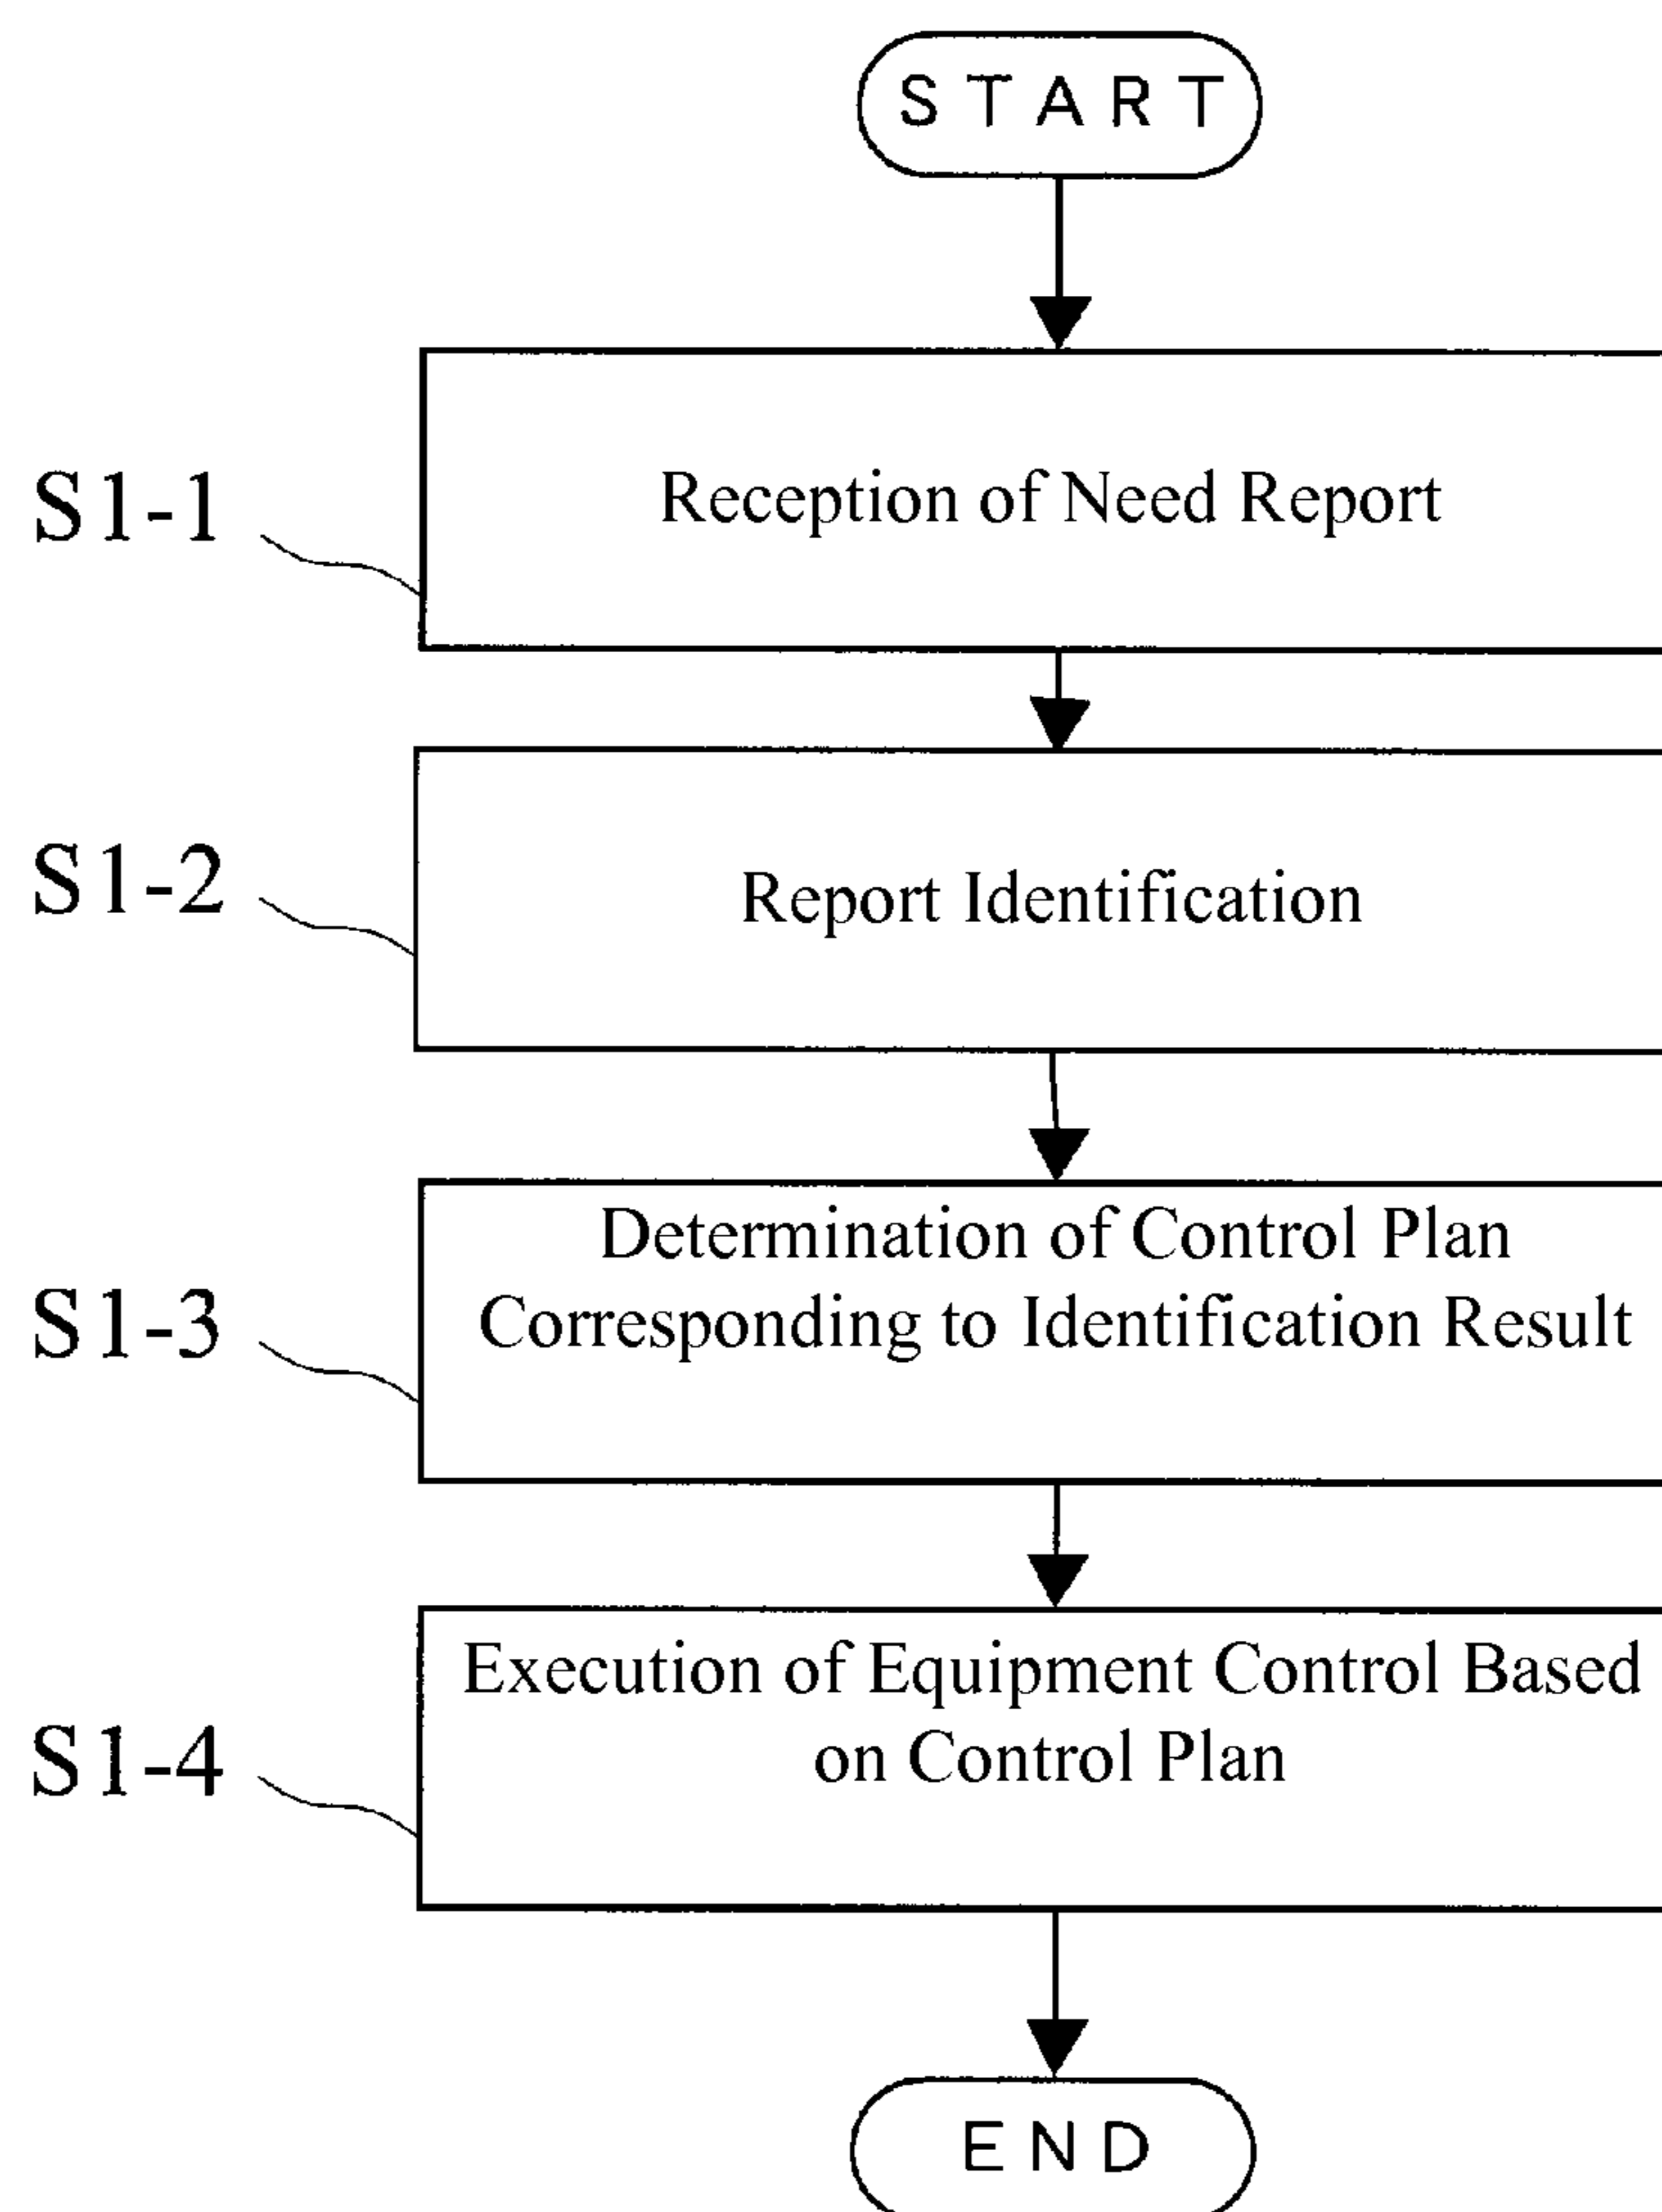 START
S1-1
Reception of Need Report
S1-2
Report Identification
S1-3
Determination of Control Plan
Corresponding to Identification Result
S1-4
Execution of Equipment Control Based
on Control Plan
END